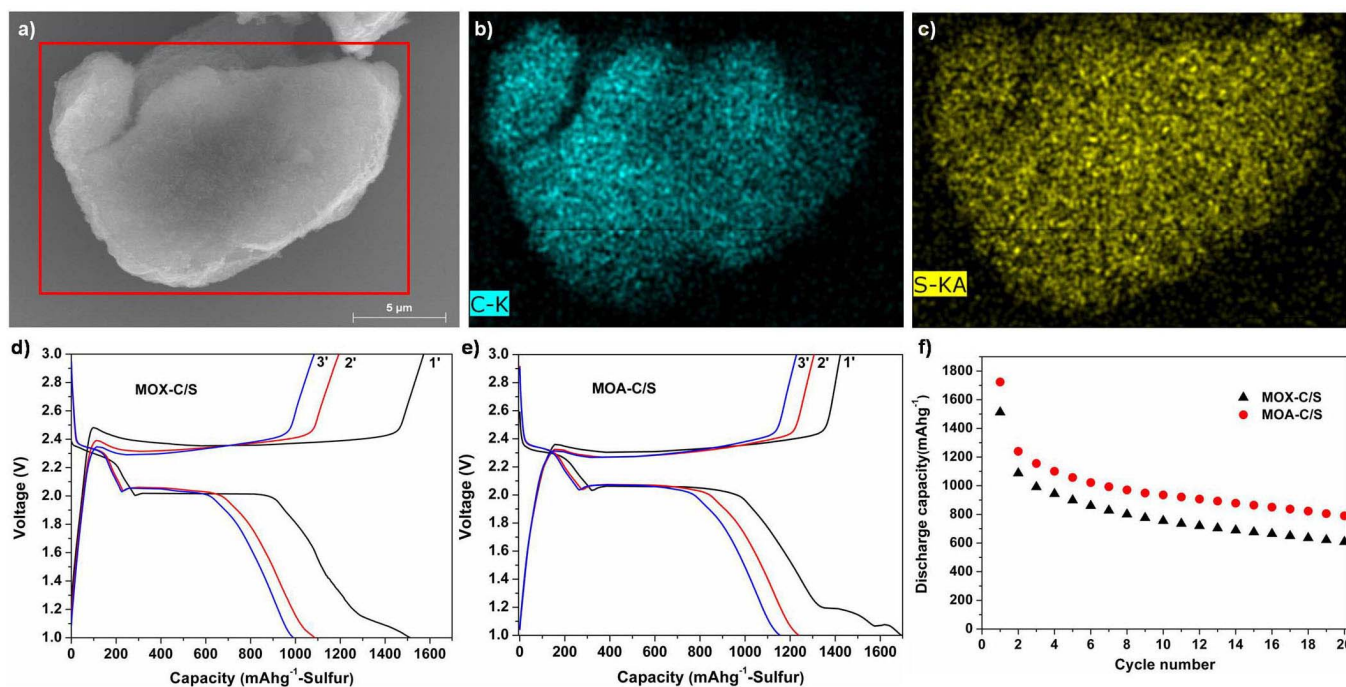 a)
5 µm
b)
C-K
c)
S-KA
d)
3.0
2.8
2.6
2.4
2.2
2.0
1.8
1.6
1.4
1.2
1.0
Voltage (V)
MOX-C/S
3' 2' 1'
0 200 400 600 800 1000 1200 1400 1600
Capacity (mAhg⁻¹-Sulfur)
e)
3.0
2.8
2.6
2.4
2.2
2.0
1.8
1.6
1.4
1.2
1.0
Voltage (V)
MOA-C/S
3' 2' 1'
0 200 400 600 800 1000 1200 1400 1600
Capacity (mAhg⁻¹-Sulfur)
f)
1800
1600
1400
1200
1000
800
600
400
200
0
Discharge capacity(mAhg⁻¹)
MOX-C/S
MOA-C/S
0 2 4 6 8 10 12 14 16 18 20
Cycle number